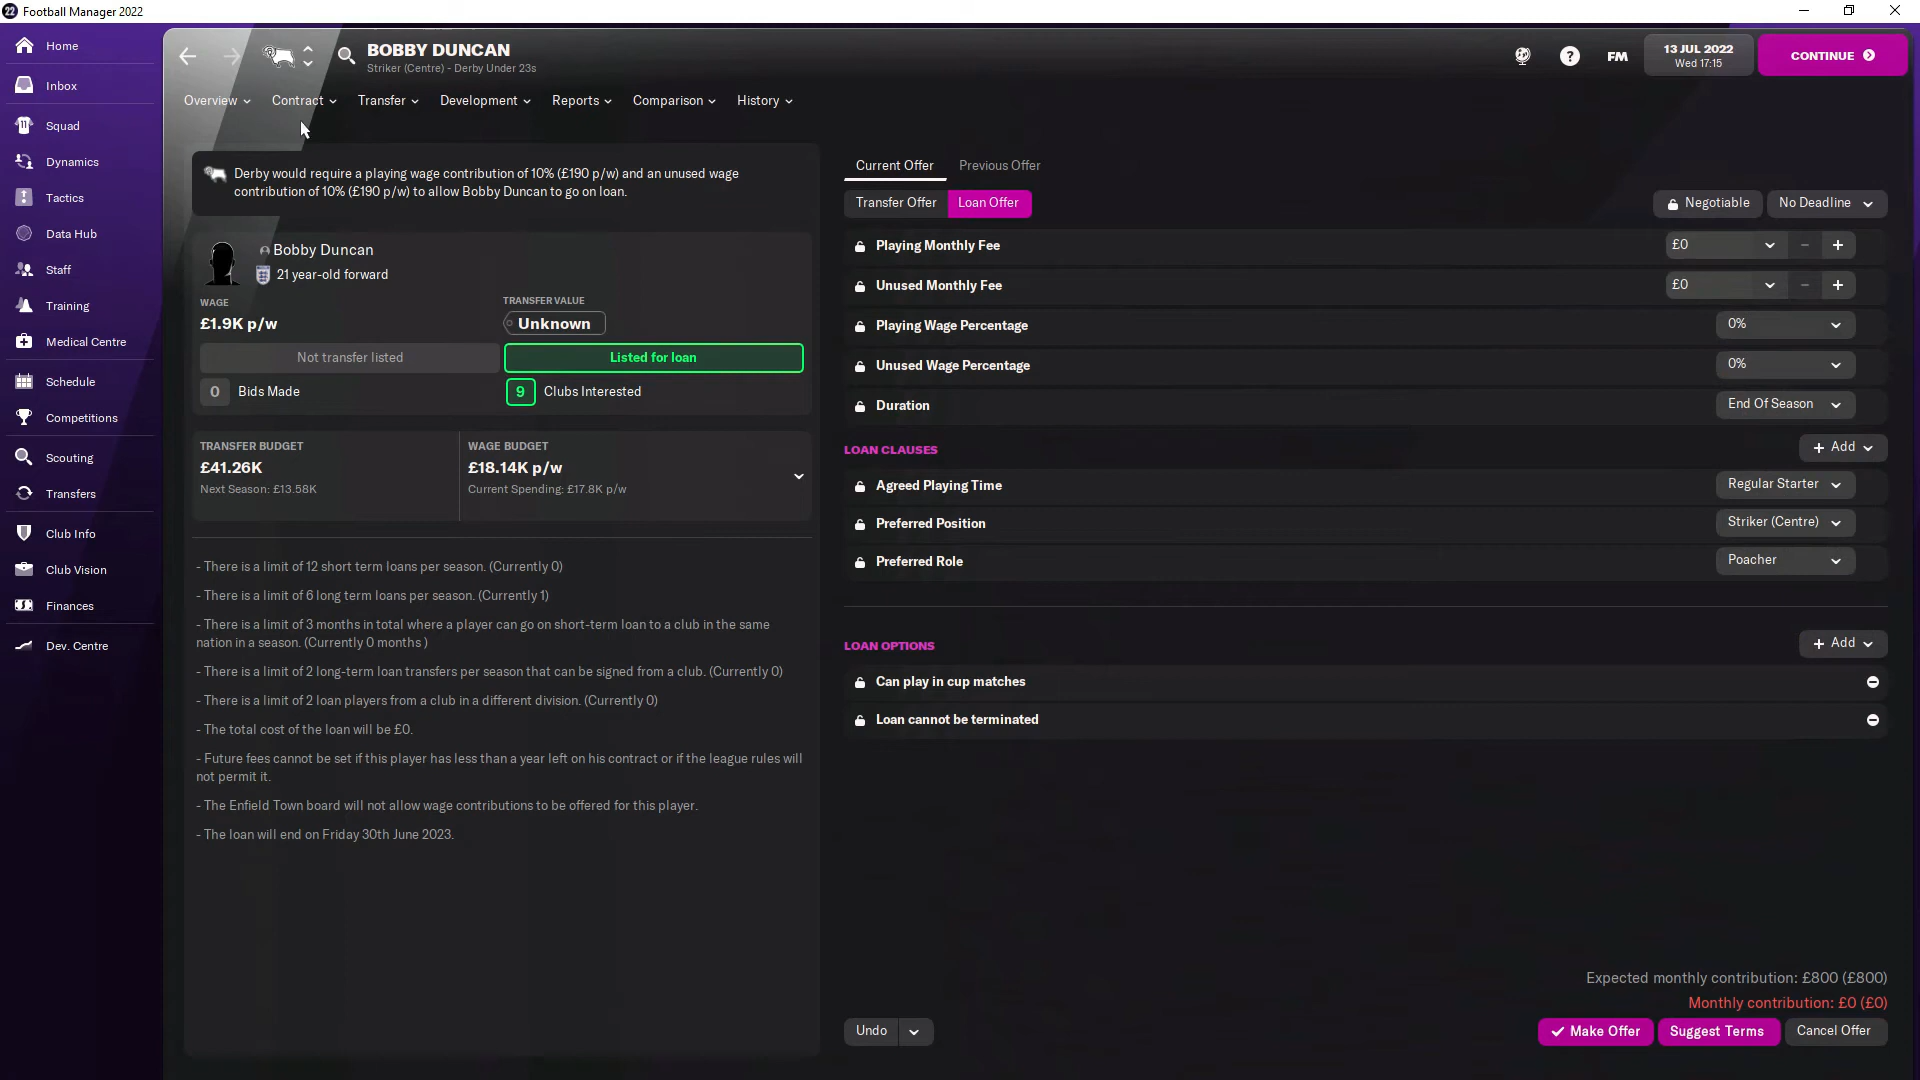 22 Football Manager 2022
Home
Inbox
Squad
Dynamics
Tactics
Data Hub
Staff
Training
Medical Centre
Schedule
Competitions
Scouting
Transfers
Club Info
Club Vision
Finances
Dev. Centre
BOBBY DUNCAN
Striker (Centre) - Derby Under 23s
? FM
13 JUL 2022
Wed 17:15
CONTINUE
Overview Contract Transfer Development Reports Comparison History
Derby would require a playing wage contribution of 10% (£190 p/w) and an unused wage
contribution of 10% (£190 p/w) to allow Bobby Duncan to go on loan.
Bobby Duncan
21 year-old forward
WAGE
£1.9K p/w
TRANSFER VALUE
Unknown
Not transfer listed
Listed for loan
0 Bids Made
9 Clubs Interested
TRANSFER BUDGET
£41.26K
Next Season: £13.58K
WAGE BUDGET
£18.14K p/w
Current Spending: £17.8K p/w
- There is a limit of 12 short term loans per season. (Currently 0)
- There is a limit of 6 long term loans per season. (Currently 1)
- There is a limit of 3 months in total where a player can go on short-term loan to a club in the same
nation in a season. (Currently 0 months )
- There is a limit of 2 long-term loan transfers per season that can be signed from a club. (Currently 0)
- There is a limit of 2 loan players from a club in a different division. (Currently 0)
- The total cost of the loan will be £0.
- Future fees cannot be set if this player has less than a year left on his contract or if the league rules will
not permit it.
- The Enfield Town board will not allow wage contributions to be offered for this player.
- The loan will end on Friday 30th June 2023.
Current Offer Previous Offer
Transfer Offer Loan Offer
Negotiable No Deadline
Playing Monthly Fee £0
Unused Monthly Fee £0
Playing Wage Percentage 0%
Unused Wage Percentage 0%
Duration End Of Season
LOAN CLAUSES + Add
Agreed Playing Time Regular Starter
Preferred Position Striker (Centre)
Preferred Role Poacher
LOAN OPTIONS + Add
Can play in cup matches
Loan cannot be terminated
Expected monthly contribution: £800 (£800)
Monthly contribution: £0 (£0)
Undo
Make Offer Suggest Terms Cancel Offer